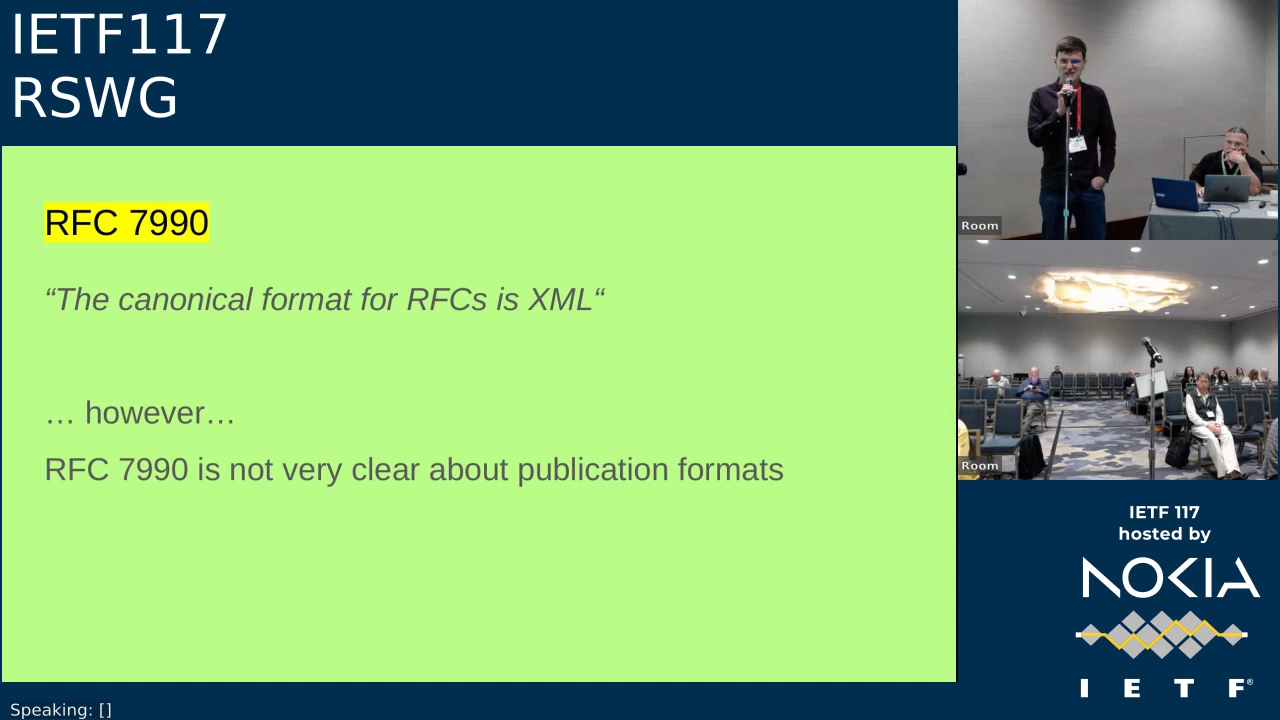 IETF117
RSWG
RFC 7990
“The canonical format for RFCs is XML“
… however…
RFC 7990 is not very clear about publication formats
Room
Room
IETF 117
hosted by
NOKIA
I E T F®
Speaking: []